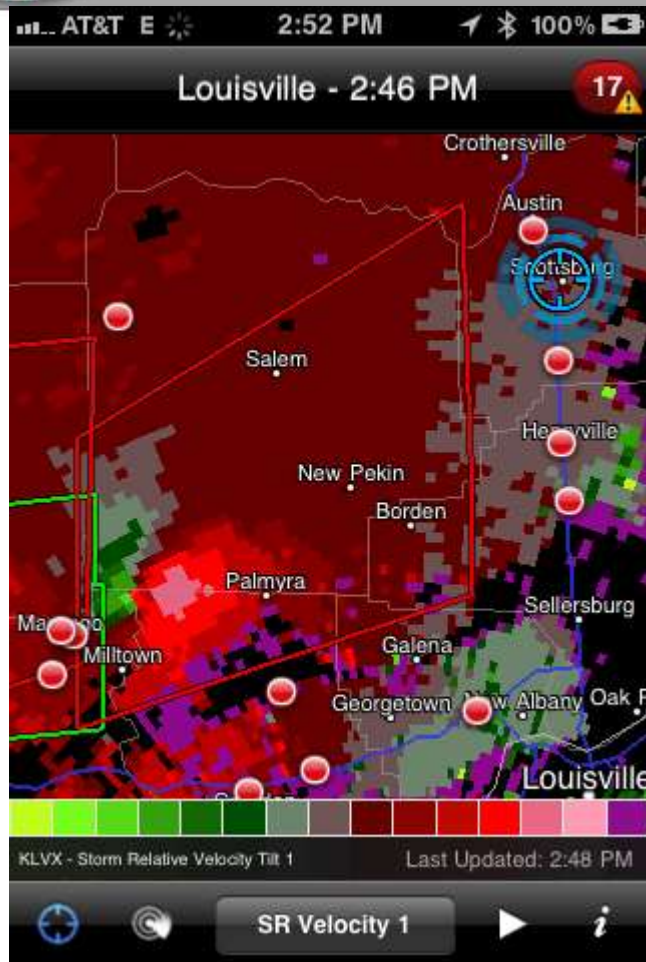 AT&T E 2:52 PM 100%
Louisville - 2:46 PM 17
Crothersville
Austin
Scottsburg
Salem
Henryville
New Pekin
Borden
Palmyra
Sellersburg
Milltown
Galena
Georgetown New Albany Oak P
Louisville
KLVX - Storm Relative Velocity Tilt 1 Last Updated: 2:48 PM
SR Velocity 1 i